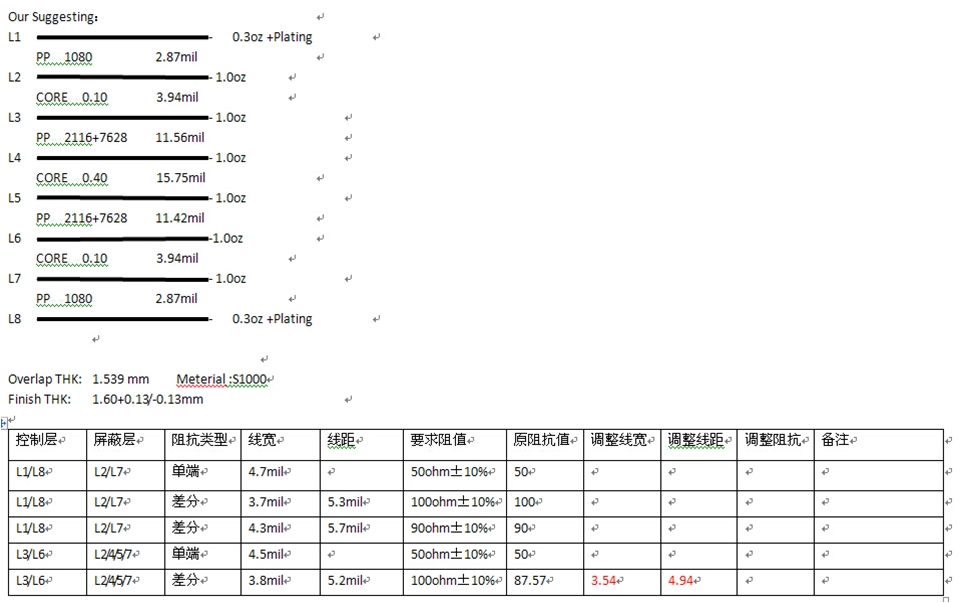 Our Suggesting：
L1 - 0.3oz +Plating
PP 1080 2.87mil
L2 - 1.0oz
CORE 0.10 3.94mil
L3 - 1.0oz
PP 2116+7628 11.56mil
L4 - 1.0oz
CORE 0.40 15.75mil
L5 - 1.0oz
PP 2116+7628 11.42mil
L6 -1.0oz
CORE 0.10 3.94mil
L7 - 1.0oz
PP 1080 2.87mil
L8 - 0.3oz +Plating
Overlap THK: 1.539 mm Meterial :S1000
Finish THK: 1.60+0.13/-0.13mm
控制层 屏蔽层 阻抗类型 线宽 线距 要求阻值 原阻抗值 调整线宽 调整线距 调整阻抗 备注
L1/L8 L2/L7 单端 4.7mil 50ohm±10% 50
L1/L8 L2/L7 差分 3.7mil 5.3mil 100ohm±10% 100
L1/L8 L2/L7 差分 4.3mil 5.7mil 90ohm±10% 90
L3/L6 L2/4/5/7 单端 4.5mil 50ohm±10% 50
L3/L6 L2/4/5/7 差分 3.8mil 5.2mil 100ohm±10% 87.57 3.54 4.94